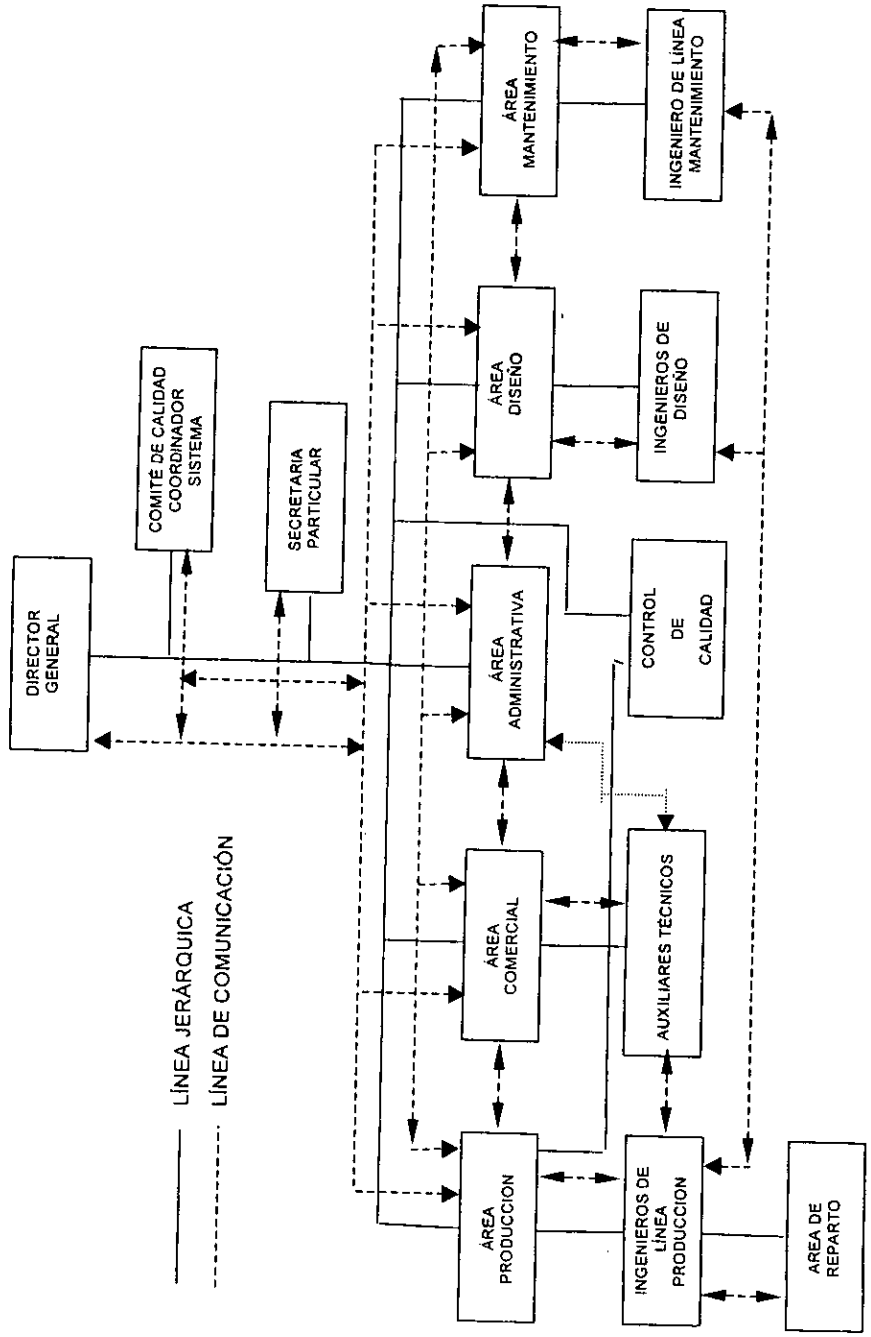 DIRECTOR
GENERAL
COMITÉ DE CALIDAD
COORDINADOR
SISTEMA
SECRETARIA
PARTICULAR
LÍNEA JERÁRQUICA
LÍNEA DE COMUNICACIÓN
ÁREA
PRODUCCION
ÁREA
COMERCIAL
ÁREA
ADMINISTRATIVA
ÁREA
DISEÑO
ÁREA
MANTENIMIENTO
INGENIEROS DE
LÍNEA
PRODUCCION
AUXILIARES TÉCNICOS
CONTROL
DE
CALIDAD
INGENIEROS DE
DISEÑO
INGENIERO DE LÍNEA
MANTENIMIENTO
AREA DE
REPARTO